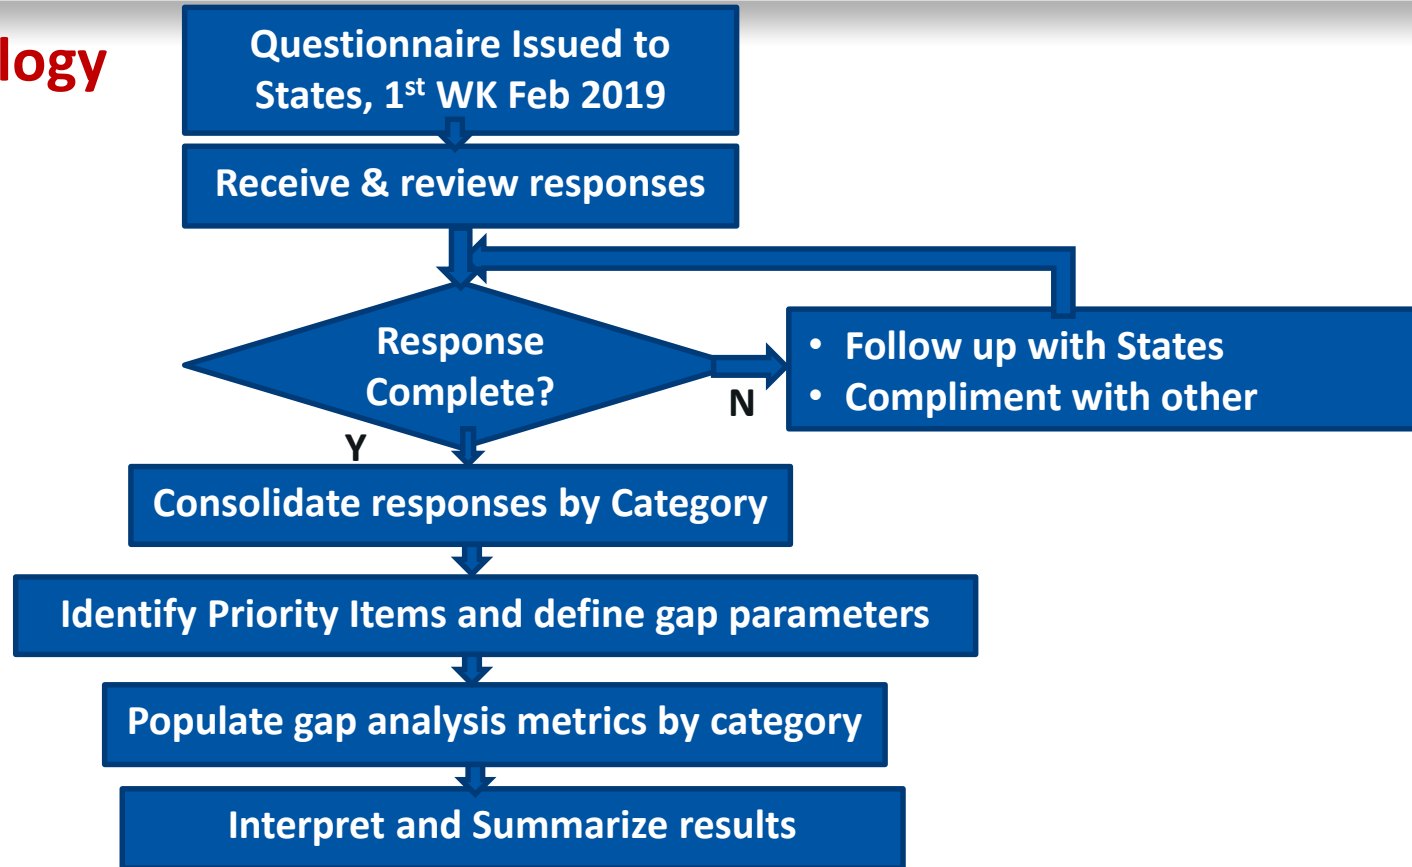 logy
Questionnaire Issued to
States, 1st WK Feb 2019
Receive & review responses
Response
Complete?
N
• Follow up with States
• Compliment with other
Y
Consolidate responses by Category
Identify Priority Items and define gap parameters
Populate gap analysis metrics by category
Interpret and Summarize results